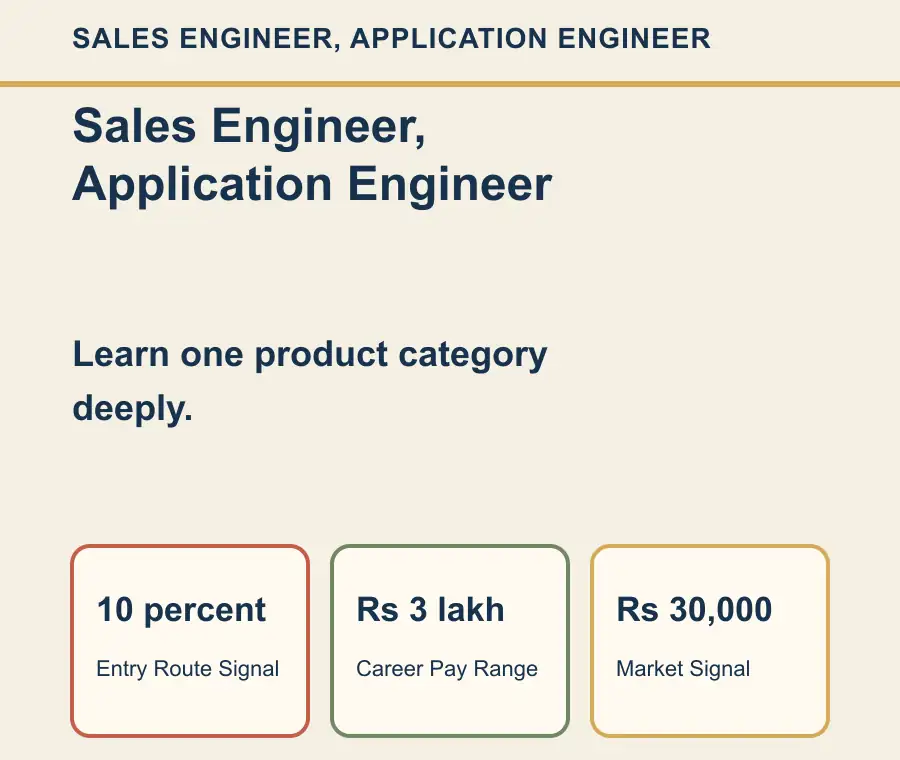 SALES ENGINEER, APPLICATION ENGINEER
Sales Engineer,
Application Engineer
Learn one product category
deeply.
10 percent
Entry Route Signal
Rs 3 lakh
Career Pay Range
Rs 30,000
Market Signal